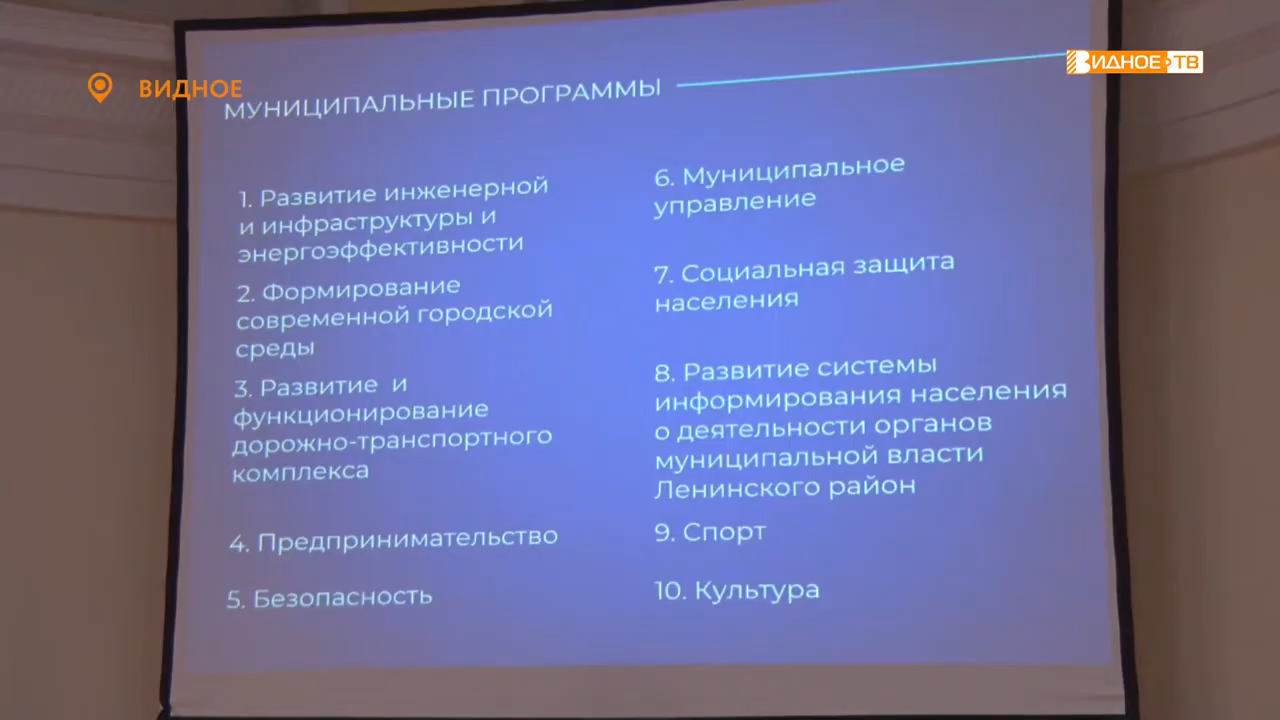 ВИДНОЕ
ВИДНОЕ ТВ
МУНИЦИПАЛЬНЫЕ ПРОГРАММЫ
1. Развитие инженерной
и инфраструктуры и
энергоэффективности
2. Формирование
современной городской
среды
3. Развитие и
функционирование
дорожно-транспортного
комплекса
4. Предпринимательство
5. Безопасность
6. Муниципальное
управление
7. Социальная защита
населения
8. Развитие системы
информирования населения
о деятельности органов
муниципальной власти
Ленинского район
9. Спорт
10. Культура